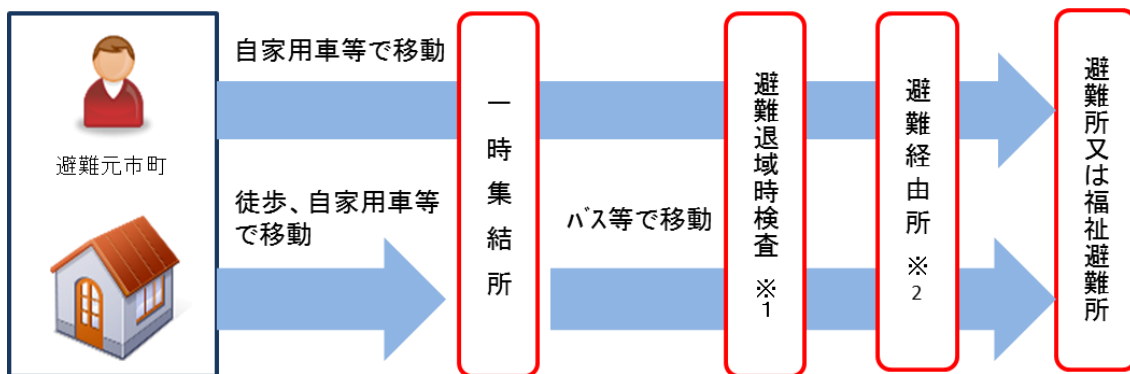 避難元市町
自家用車等で移動
徒歩、自家用車等
で移動
一時集結所
バス等で移動
避難退域時検査 ※1
避難経由所 ※2
避難所又は福祉避難所